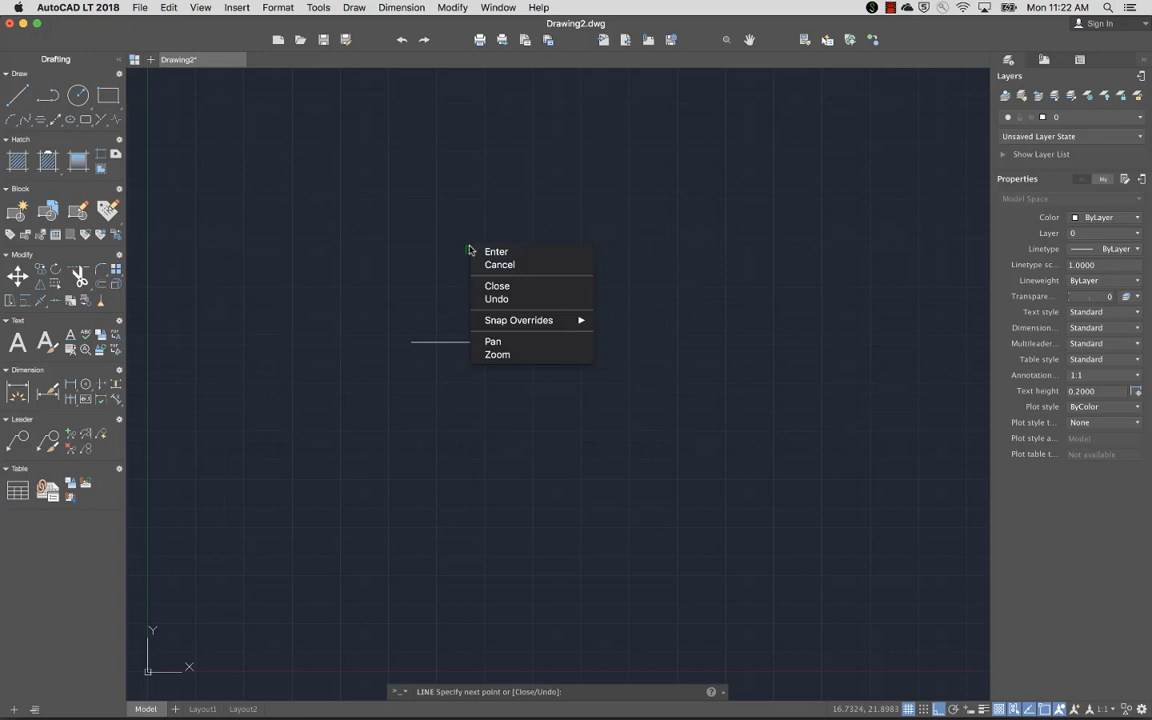 AutoCAD LT 2018 File Edit View Insert Format Tools Draw Dimension Modify Window Help Mon 11:22 AM
Drawing2.dwg Sign In
Drafting Drawing2*
Draw
Hatch
Block
Modify
Text
Dimension
Leader
Table
Enter
Cancel
Close
Undo
Snap Overrides
Pan
Zoom
Y
X
Layers
0
Unsaved Layer State
Show Layer List
Properties
Model Space
Color ByLayer
Layer 0
Linetype ByLayer
Linetype sc... 1.0000
Lineweight ByLayer
Transpare... 0
Text style Standard
Dimension... Standard
Multileader... Standard
Table style Standard
Annotation... 1:1
Text height 0.2000
Plot style ByColor
Plot style t... None
Plot style a... Model
Plot table t... Not available
>_ LINE Specify next point or [Close/Undo]:
Model Layout1 Layout2 16.7324, 21.8983 1:1